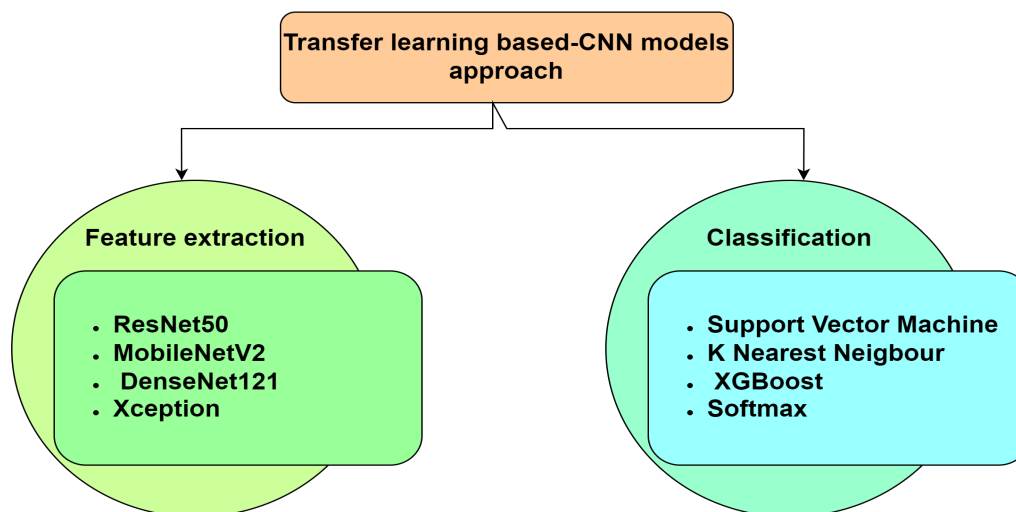 Transfer learning based-CNN models
approach
Feature extraction
• ResNet50
• MobileNetV2
• DenseNet121
• Xception
Classification
• Support Vector Machine
• K Nearest Neigbour
• XGBoost
• Softmax